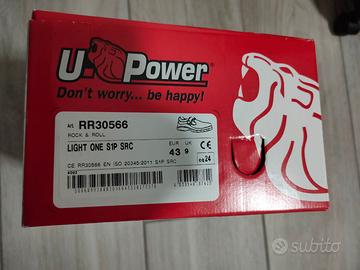 U-Power
Don't worry... be happy!
Art. RR30566
ROCK & ROLL
LIGHT ONE S1P SRC
EUR UK
43 9
CE
CE RR30566 EN ISO 20345:2011 S1P SRC
subito